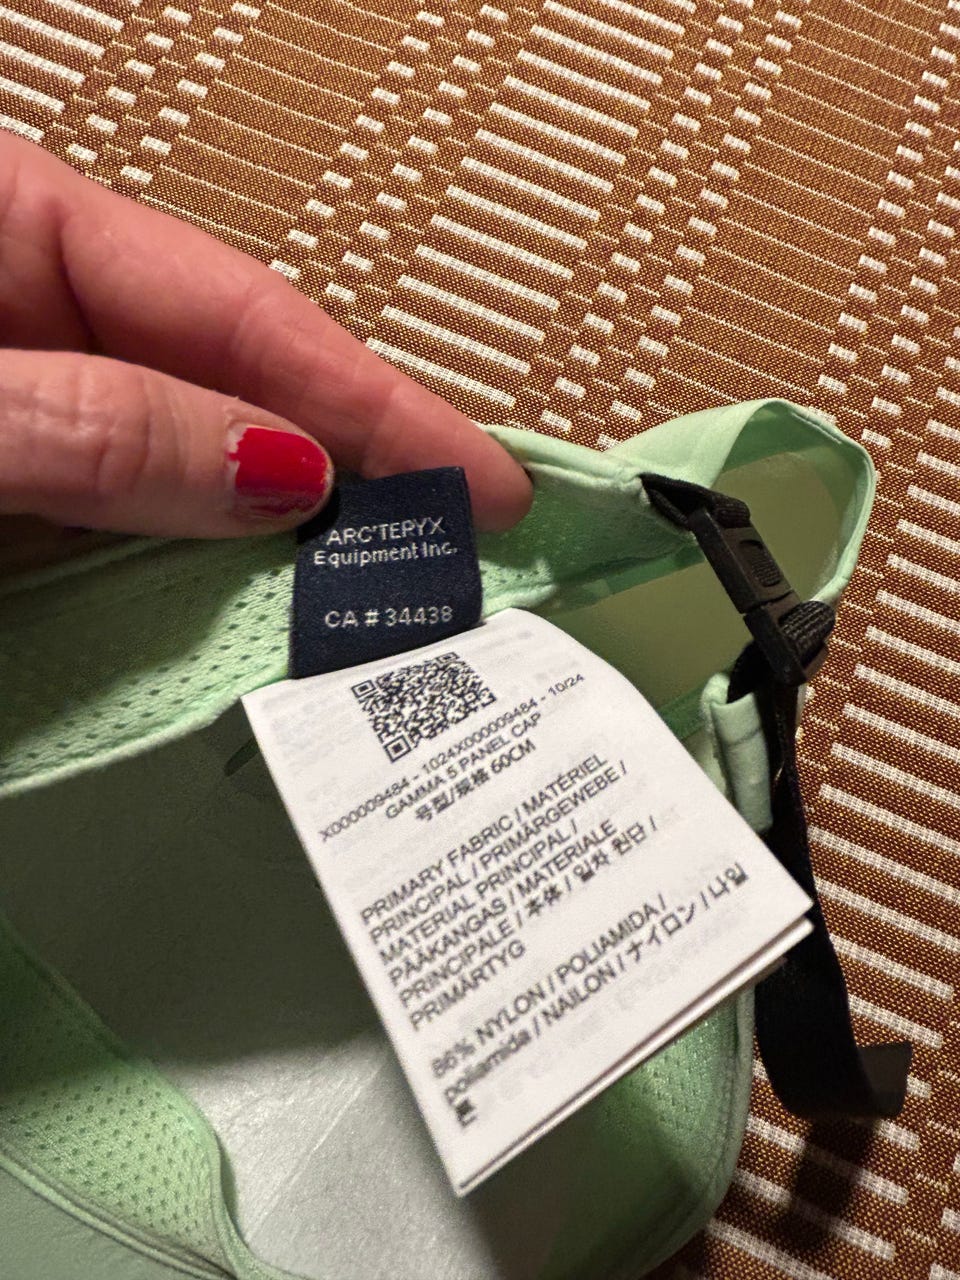 ARC'TERYX
Equipment Inc.
CA # 34438
X000009484 - 1024X000009484 - 10/24
GAMMA 5 PANEL CAP
号型/規格 60CM
PRIMARY FABRIC / MATÉRIEL
PRINCIPAL / PRIMÄRGEWEBE /
MATERIAL PRINCIPAL /
PÄÄKANGAS / MATERIALE
PRINCIPALE / 本体 / 일차 원단 /
PRIMÄRTYG
86% NYLON / POLIAMIDA /
poliamida / NAILON / ナイロン / 나일